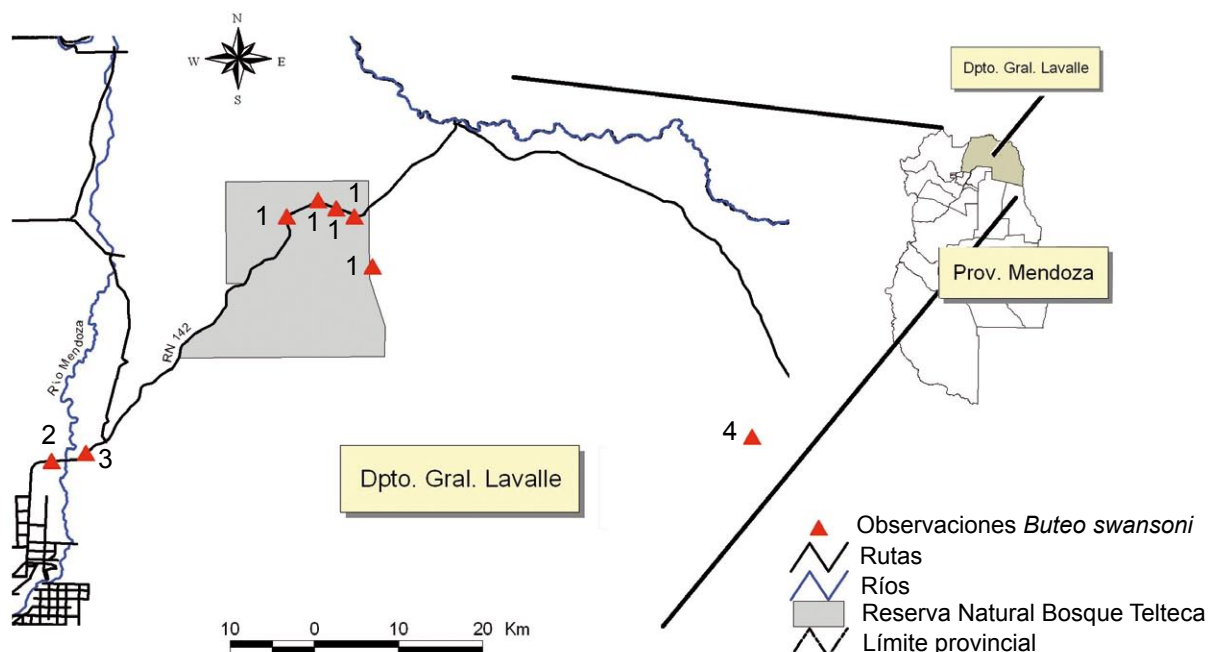 N
W E
S
Dpto. Gral. Lavalle
Prov. Mendoza
1
1
1
1
1
RN 142
Río Mendoza
2
3
4
Dpto. Gral. Lavalle
Observaciones Buteo swansoni
Rutas
Ríos
Reserva Natural Bosque Telteca
Límite provincial
10 0 10 20 Km